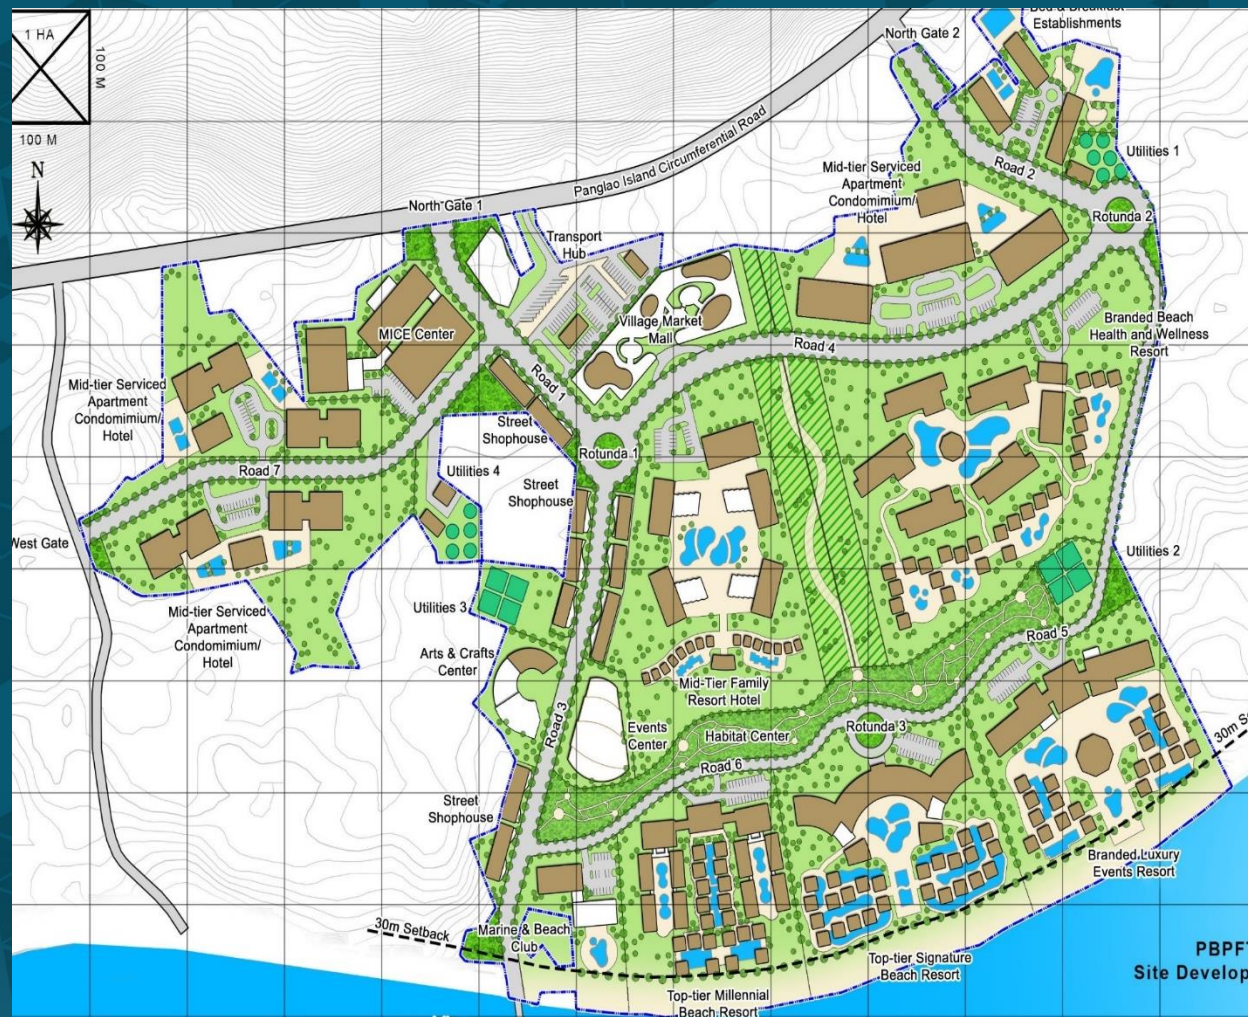 1 HA
100 M
100 M
N
North Gate 2
Bed & Breakfast
Establishments
Panglao Island Circumferential Road
Utilities 1
Road 2
Mid-tier Serviced
Apartment
Condomimium/
Hotel
North Gate 1
Rotunda 2
Transport
Hub
MICE Center
Village Market
Mall
Branded Beach
Health and Wellness
Resort
Road 4
Road 1
Mid-tier Serviced
Apartment
Condomimium/
Hotel
Street
Shophouse
Rotunda 1
Road 7
Utilities 4
Street
Shophouse
West Gate
Utilities 2
Mid-tier Serviced
Apartment
Condomimium/
Hotel
Utilities 3
Road 5
Arts & Crafts
Center
Mid-Tier Family
Resort Hotel
Road 3
Events
Center
Habitat Center
Rotunda 3
30m
Road 6
Street
Shophouse
Branded Luxury
Events Resort
30m Setback
Marine & Beach
Club
Top-tier Signature
Beach Resort
Top-tier Millennial
Beach Resort
Site